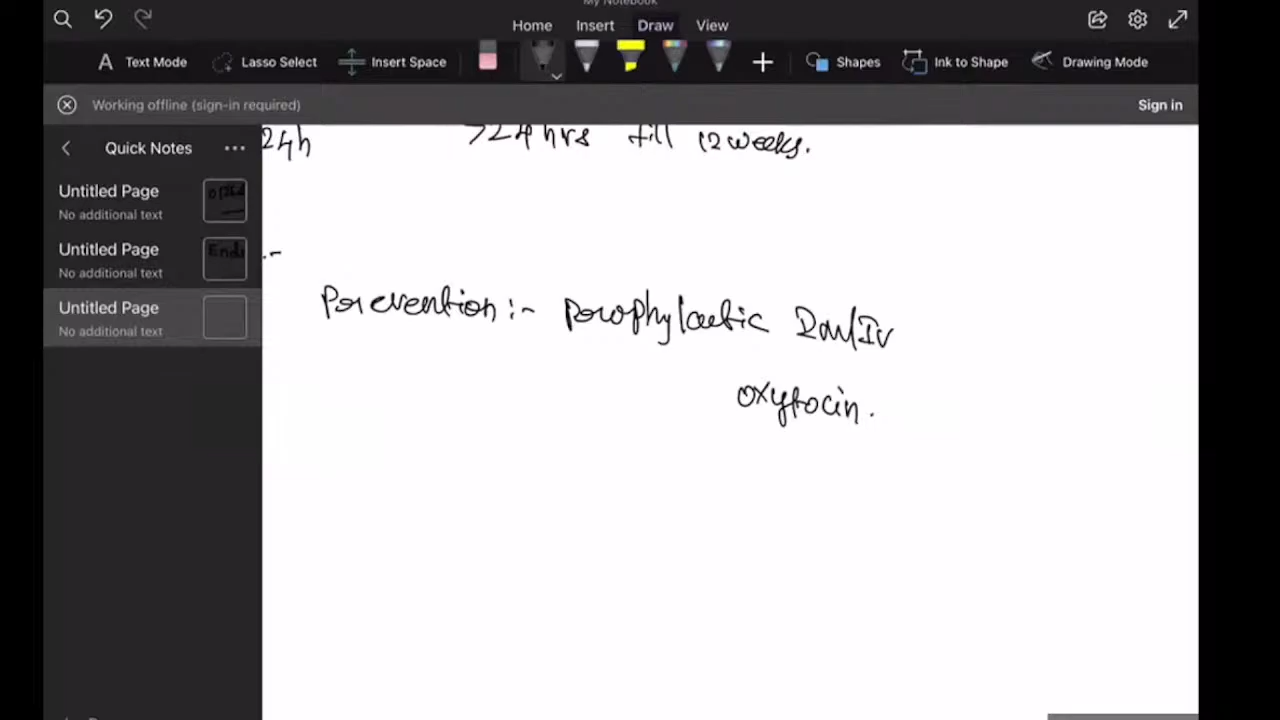 My Notebook
Home Insert Draw View
Text Mode Lasso Select Insert Space Shapes Ink to Shape Drawing Mode
Working offline (sign-in required) Sign in
Quick Notes
Untitled Page
No additional text
Untitled Page
No additional text
Untitled Page
No additional text
24h >24 hrs till 12 weeks.
:-
Prevention :- prophylactic IM/IV
oxytocin.